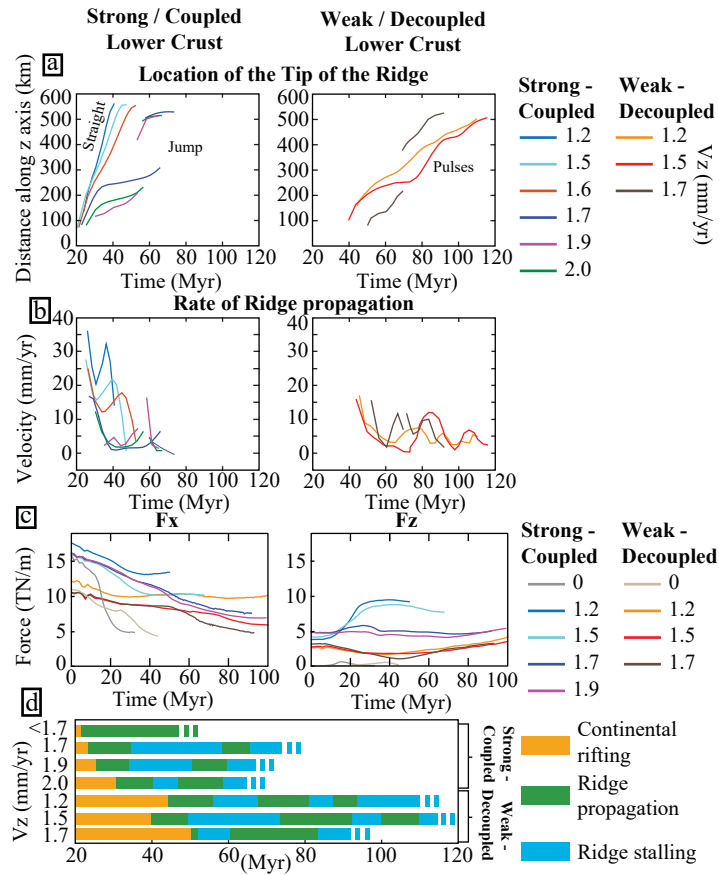 Strong / Coupled
Lower Crust
Weak / Decoupled
Lower Crust
a
Location of the Tip of the Ridge
Distance along z axis (km)
600
500
400
300
200
100
0
Straight
Jump
20 40 60 80 100 120
Time (Myr)
600
500
400
300
200
100
0
Pulses
20 40 60 80 100 120
Time (Myr)
Strong -
Coupled
1.2
1.5
1.6
1.7
1.9
2.0
Weak -
Decoupled
1.2
1.5
1.7
Vz (mm/yr)
b
Rate of Ridge propagation
Velocity (mm/yr)
40
30
20
10
0
20 40 60 80 100 120
Time (Myr)
40
30
20
10
0
20 40 60 80 100 120
Time (Myr)
c
Fx
Force (TN/m)
15
10
5
0
0 20 40 60 80 100
Time (Myr)
Fz
15
10
5
0
0 20 40 60 80 100
Time (Myr)
Strong -
Coupled
0
1.2
1.5
1.7
1.9
Weak -
Decoupled
0
1.2
1.5
1.7
d
Vz (mm/yr)
<1.7
1.7
1.9
2.0
1.2
1.5
1.7
20 40 60 80 100 120
(Myr)
Strong -
Coupled
Weak -
Decoupled
Continental
rifting
Ridge
propagation
Ridge stalling